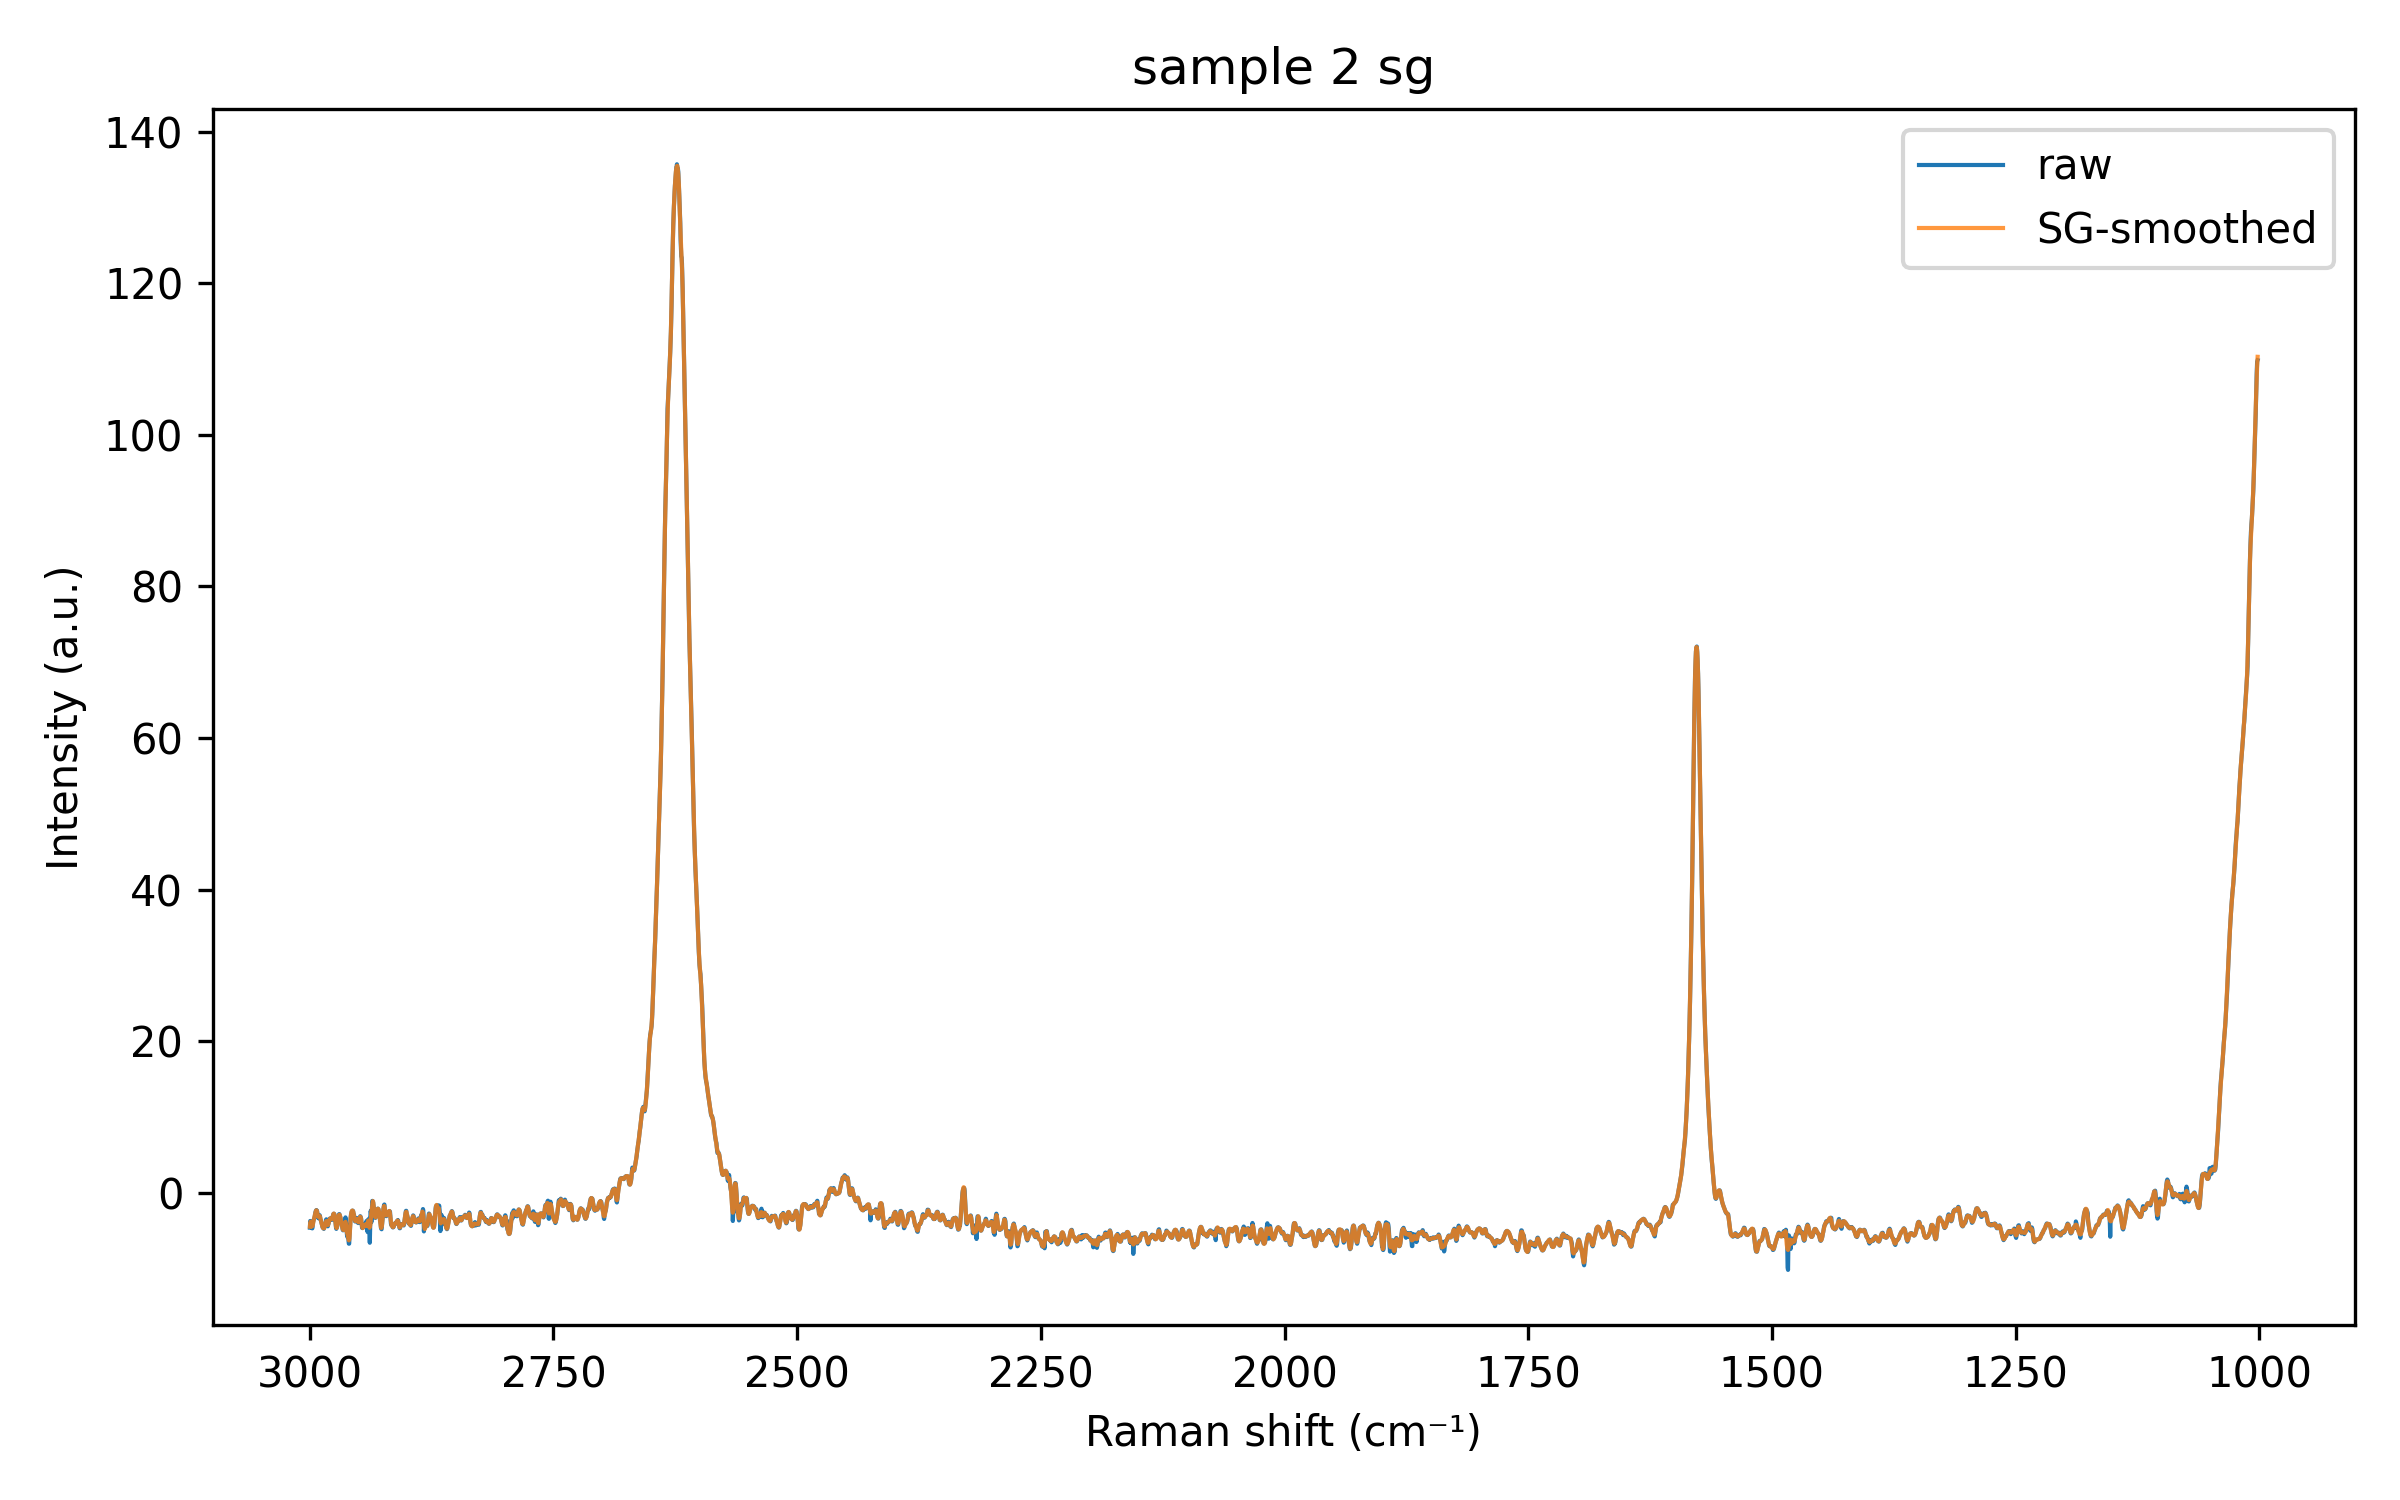 sample 2 sg
raw
SG-smoothed
Intensity (a.u.)
140
120
100
80
60
40
20
0
3000 2750 2500 2250 2000 1750 1500 1250 1000
Raman shift (cm⁻¹)